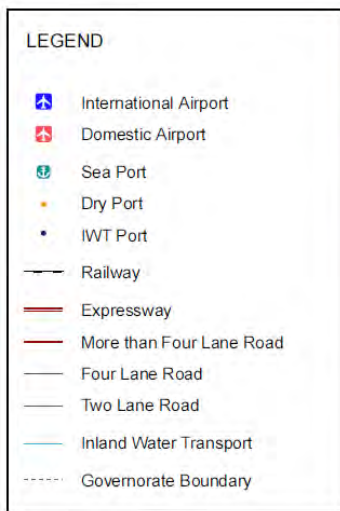 LEGEND
International Airport
Domestic Airport
Sea Port
Dry Port
IWT Port
Railway
Expressway
More than Four Lane Road
Four Lane Road
Two Lane Road
Inland Water Transport
Governorate Boundary